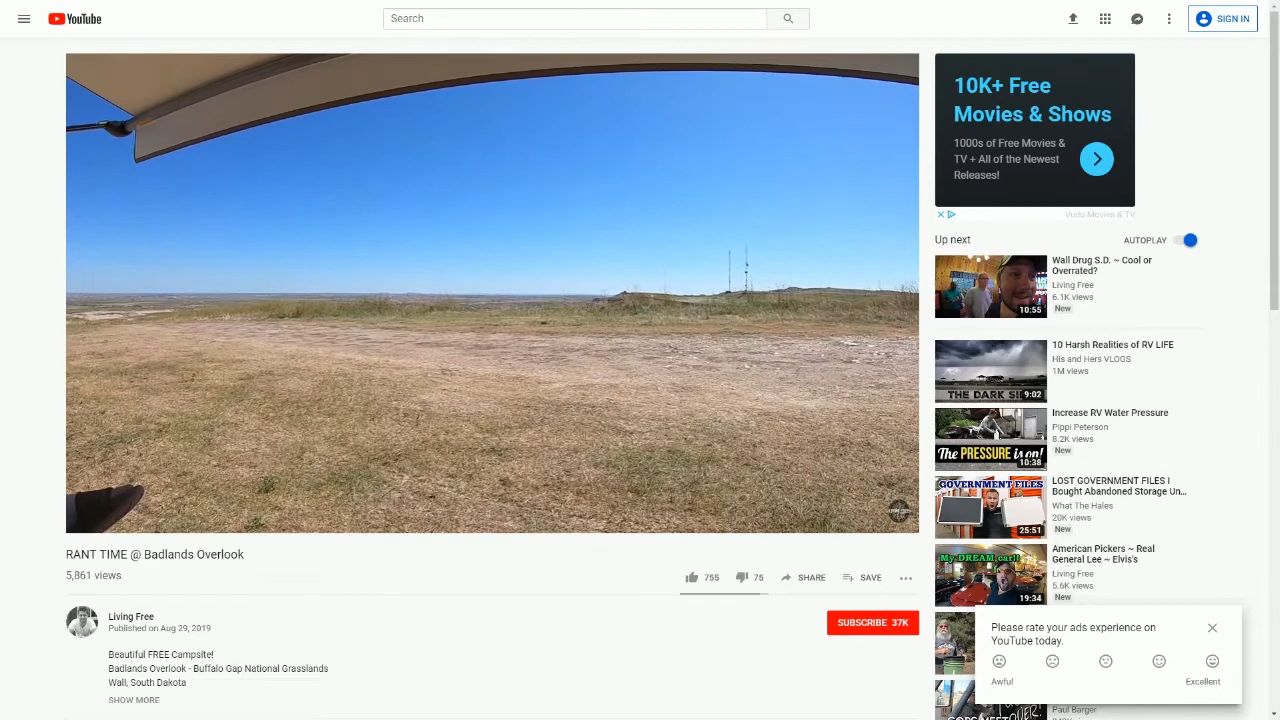 YouTube
Search
SIGN IN
10K+ Free
Movies & Shows
1000s of Free Movies &
TV + All of the Newest
Releases!
Vudu Movies & TV
Up next
AUTOPLAY
Wall Drug S.D. ~ Cool or
Overrated?
Living Free
6.1K views
New
10:55
10 Harsh Realities of RV LIFE
His and Hers VLOGS
1M views
THE DARK SI
9:02
Increase RV Water Pressure
Pippi Peterson
8.2K views
New
The PRESSURE is on!
10:38
LOST GOVERNMENT FILES I
Bought Abandoned Storage Un...
What The Hales
20K views
New
GOVERNMENT FILES
25:51
American Pickers ~ Real
General Lee ~ Elvis's
Living Free
5.6K views
New
My DREAM car!!
19:34
RANT TIME @ Badlands Overlook
5,861 views
755
75
SHARE
SAVE
Living Free
Published on Aug 29, 2019
SUBSCRIBE 37K
Beautiful FREE Campsite!
Badlands Overlook - Buffalo Gap National Grasslands
Wall, South Dakota
SHOW MORE
Please rate your ads experience on
YouTube today.
Awful
Excellent
Paul Barger